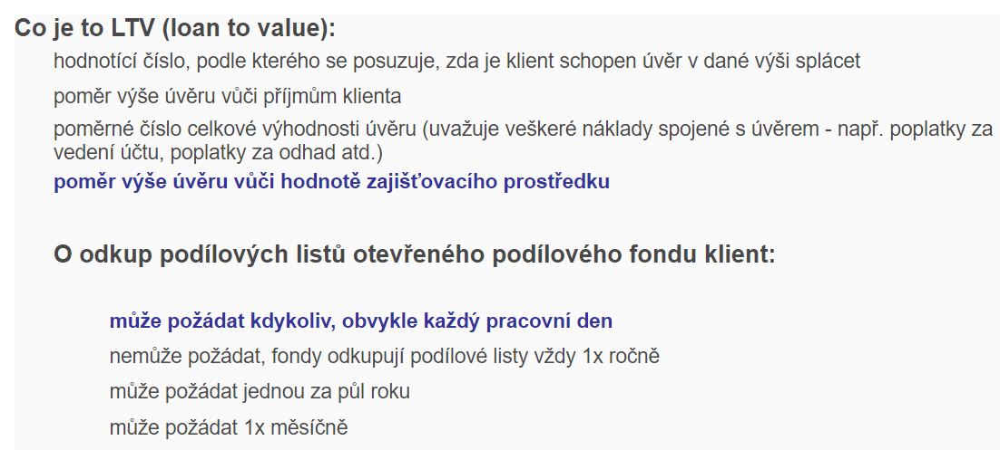 Co je to LTV (loan to value):
hodnotící číslo, podle kterého se posuzuje, zda je klient schopen úvěr v dané výši splácet
poměr výše úvěru vůči příjmům klienta
poměrné číslo celkové výhodnosti úvěru (uvažuje veškeré náklady spojené s úvěrem - např. poplatky za
vedení účtu, poplatky za odhad atd.)
poměr výše úvěru vůči hodnotě zajišťovacího prostředku
O odkup podílových listů otevřeného podílového fondu klient:
může požádat kdykoliv, obvykle každý pracovní den
nemůže požádat, fondy odkupují podílové listy vždy 1x ročně
může požádat jednou za půl roku
může požádat 1x měsíčně